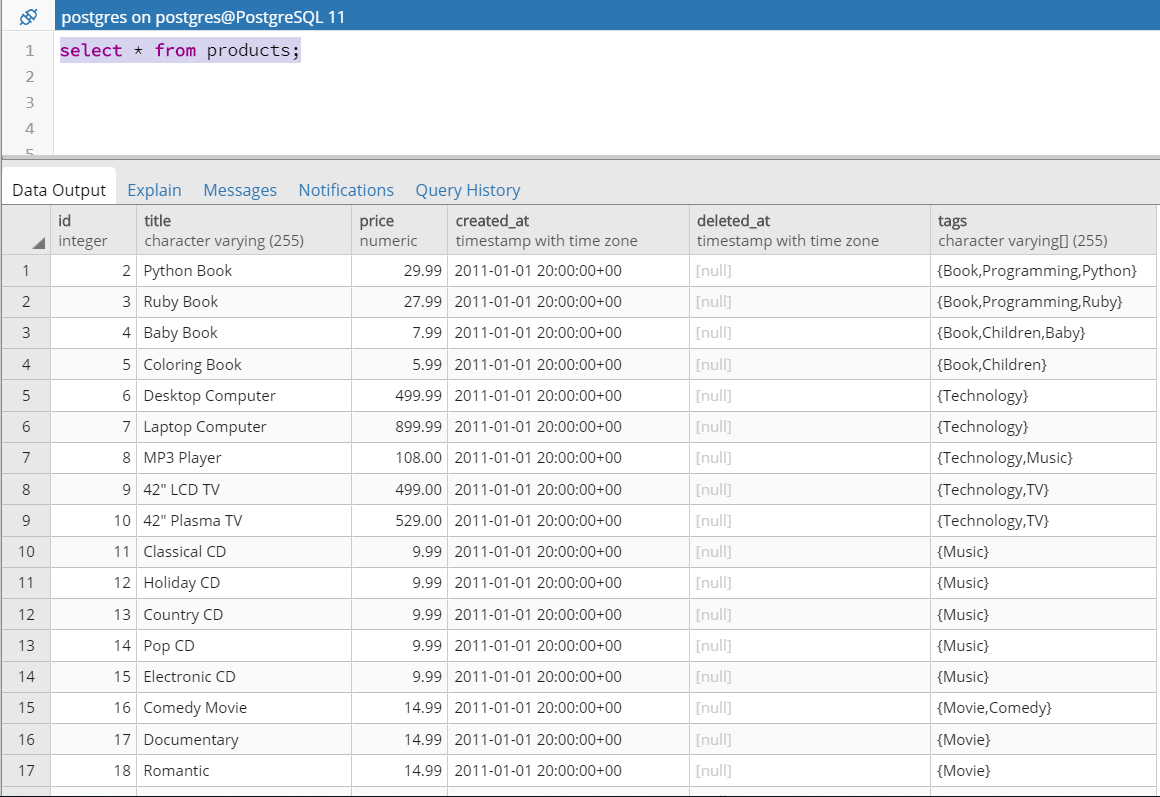 postgres on postgres@PostgreSQL 11
1 select * from products;
2
3
4
5
Data Output Explain Messages Notifications Query History
id title price created_at deleted_at tags
integer character varying (255) numeric timestamp with time zone timestamp with time zone character varying[] (255)
1 2 Python Book 29.99 2011-01-01 20:00:00+00 [null] {Book,Programming,Python}
2 3 Ruby Book 27.99 2011-01-01 20:00:00+00 [null] {Book,Programming,Ruby}
3 4 Baby Book 7.99 2011-01-01 20:00:00+00 [null] {Book,Children,Baby}
4 5 Coloring Book 5.99 2011-01-01 20:00:00+00 [null] {Book,Children}
5 6 Desktop Computer 499.99 2011-01-01 20:00:00+00 [null] {Technology}
6 7 Laptop Computer 899.99 2011-01-01 20:00:00+00 [null] {Technology}
7 8 MP3 Player 108.00 2011-01-01 20:00:00+00 [null] {Technology,Music}
8 9 42" LCD TV 499.00 2011-01-01 20:00:00+00 [null] {Technology,TV}
9 10 42" Plasma TV 529.00 2011-01-01 20:00:00+00 [null] {Technology,TV}
10 11 Classical CD 9.99 2011-01-01 20:00:00+00 [null] {Music}
11 12 Holiday CD 9.99 2011-01-01 20:00:00+00 [null] {Music}
12 13 Country CD 9.99 2011-01-01 20:00:00+00 [null] {Music}
13 14 Pop CD 9.99 2011-01-01 20:00:00+00 [null] {Music}
14 15 Electronic CD 9.99 2011-01-01 20:00:00+00 [null] {Music}
15 16 Comedy Movie 14.99 2011-01-01 20:00:00+00 [null] {Movie,Comedy}
16 17 Documentary 14.99 2011-01-01 20:00:00+00 [null] {Movie}
17 18 Romantic 14.99 2011-01-01 20:00:00+00 [null] {Movie}